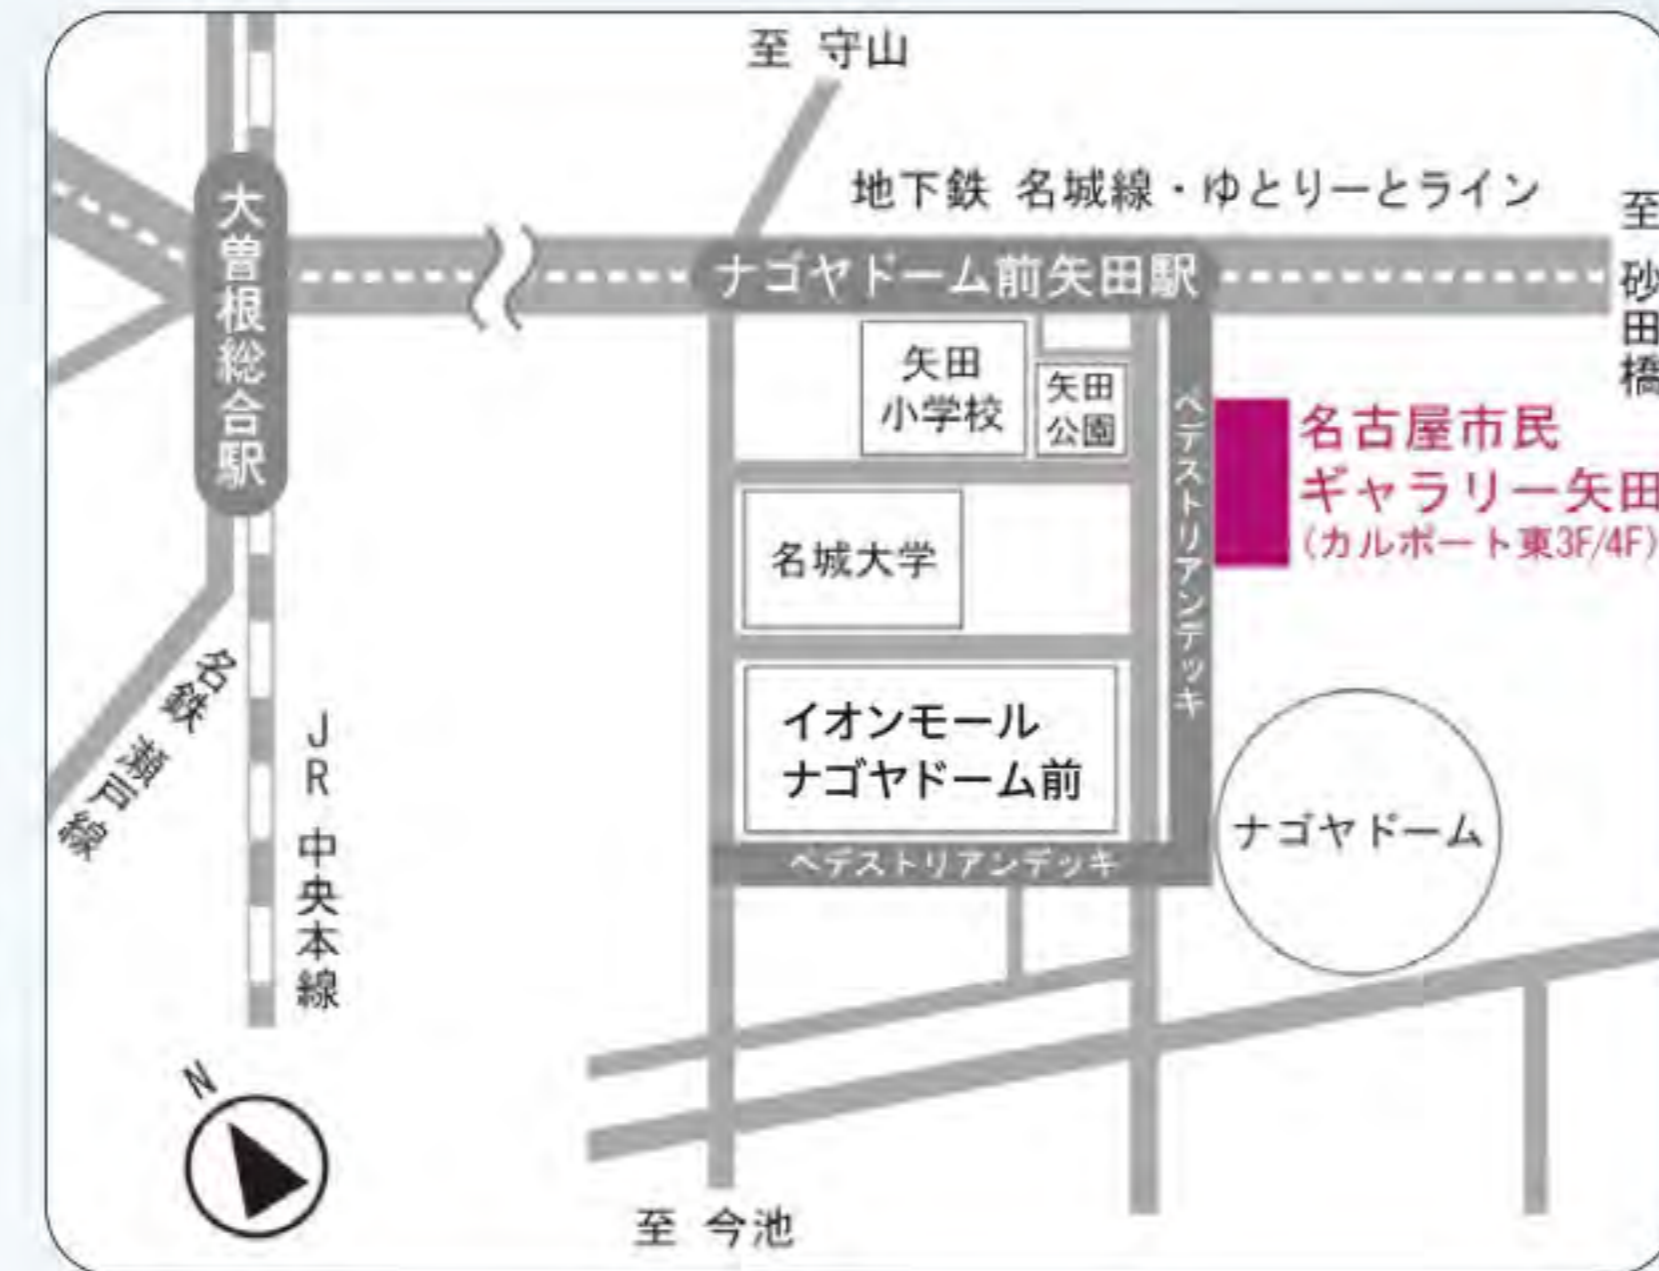 至 守山
地下鉄 名城線・ゆとりーとライン
至 砂田橋
大曽根総合駅
ナゴヤドーム前矢田駅
矢田
小学校
矢田
公園
ペデストリアンデッキ
名古屋市民
ギャラリー矢田
(カルポート東3F/4F)
名城大学
名鉄 瀬戸線
JR 中央本線
イオンモール
ナゴヤドーム前
ナゴヤドーム
ペデストリアンデッキ
N
至 今池